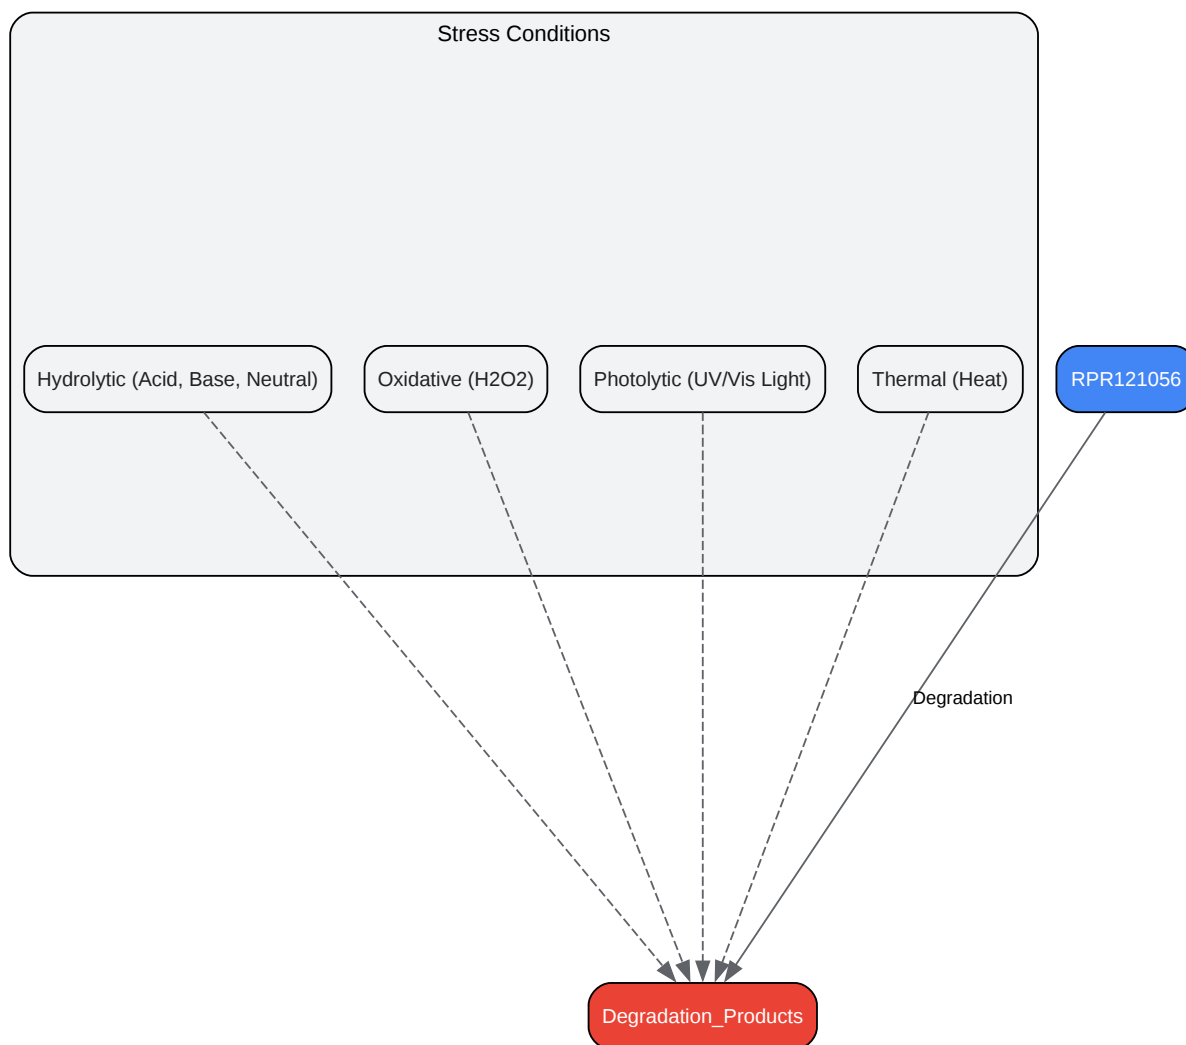 Stress Conditions
Hydrolytic (Acid, Base, Neutral)
Oxidative (H2O2)
Photolytic (UV/Vis Light)
Thermal (Heat)
RPR121056
Degradation
Degradation_Products